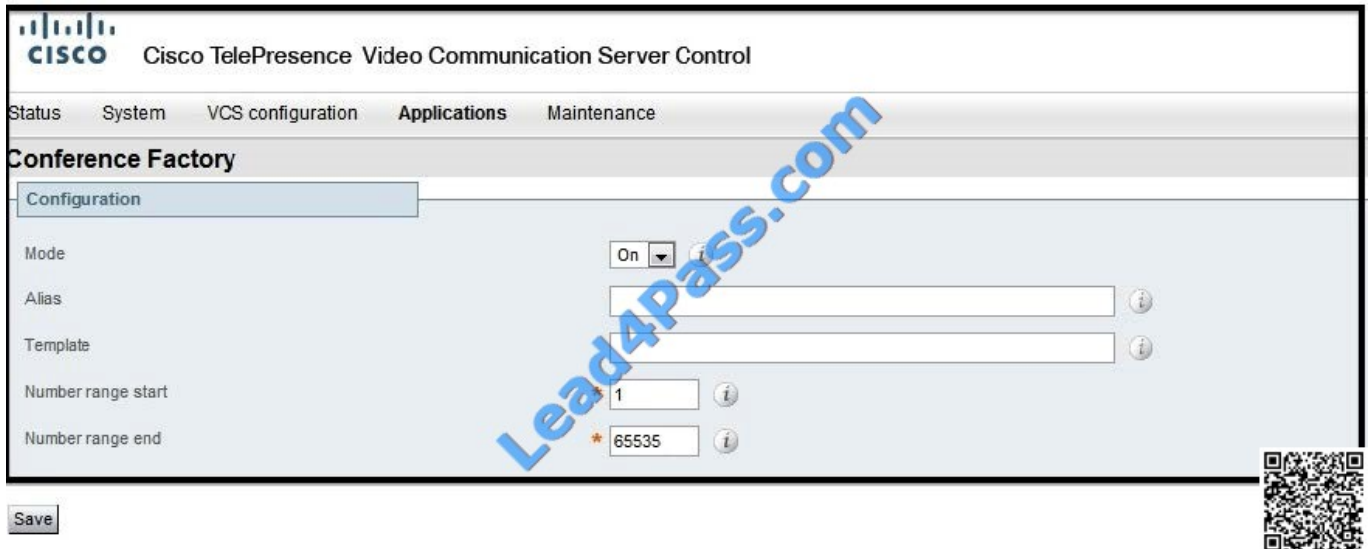 CISCO Cisco TelePresence Video Communication Server Control
Status System VCS configuration Applications Maintenance
Conference Factory
Configuration
Mode On i
Alias i
Template i
Number range start * 1 i
Number range end * 65535 i
Save
Lead4Pass.com